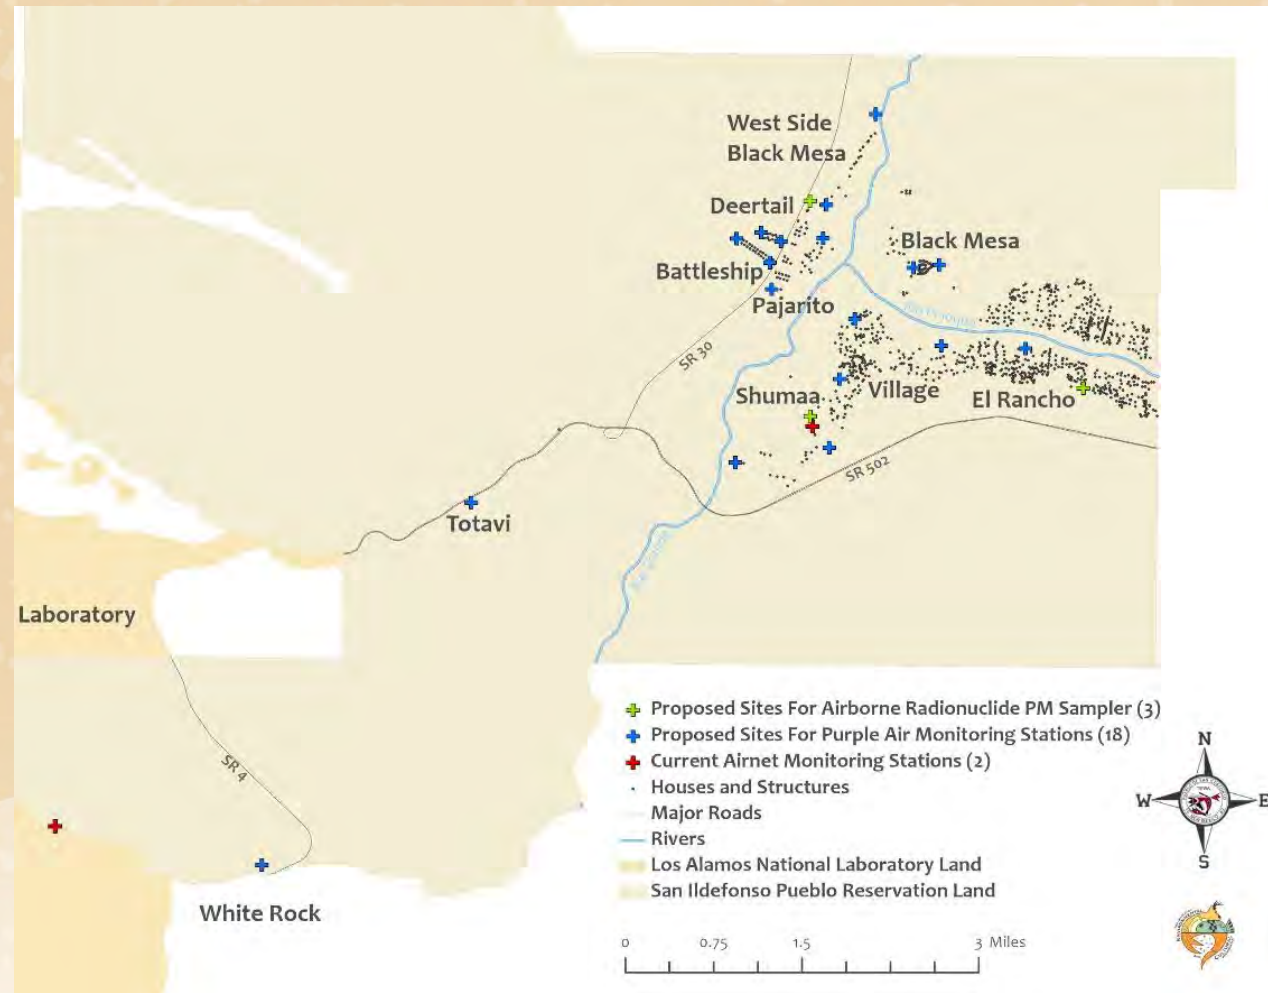 West Side
Black Mesa
Deertail
Black Mesa
Battleship
Pajarito
SR 30
Shumaa
Village
El Rancho
SR 502
Totavi
Laboratory
SR 4
White Rock
Proposed Sites For Airborne Radionuclide PM Sampler (3)
Proposed Sites For Purple Air Monitoring Stations (18)
Current Airnet Monitoring Stations (2)
Houses and Structures
Major Roads
Rivers
Los Alamos National Laboratory Land
San Ildefonso Pueblo Reservation Land
0 0.75 1.5 3 Miles
N
W E
S